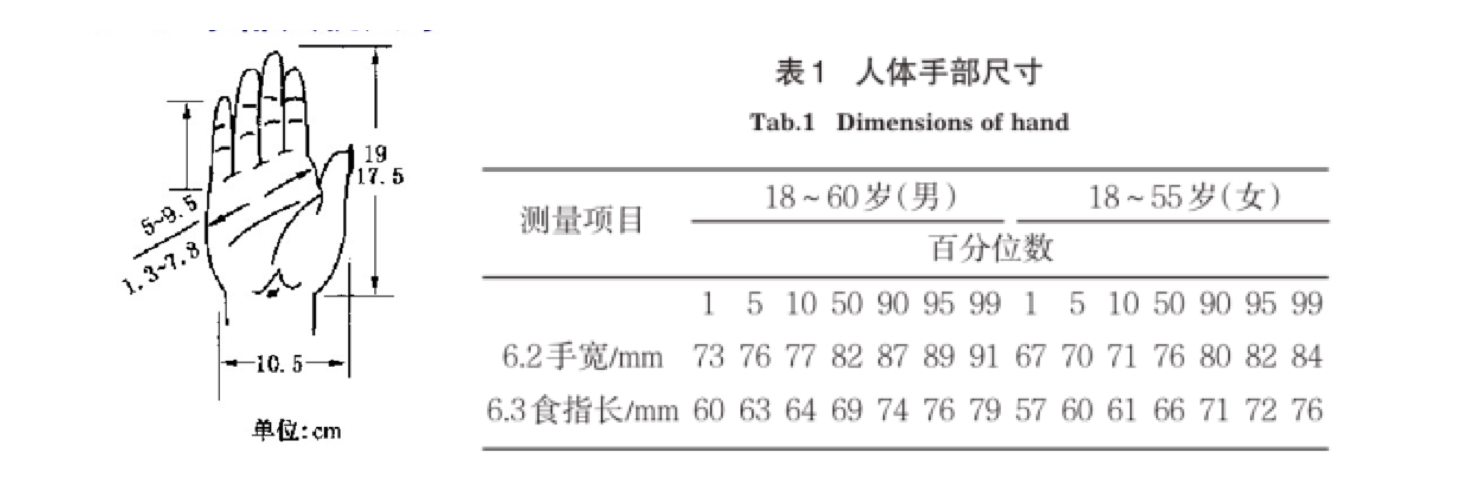 19
17.5
5~9.5
1.3~7.8
10.5
单位:cm
表1 人体手部尺寸
Tab.1 Dimensions of hand
测量项目 18~60岁(男) 18~55岁(女)
百分位数
1 5 10 50 90 95 99 1 5 10 50 90 95 99
6.2手宽/mm 73 76 77 82 87 89 91 67 70 71 76 80 82 84
6.3食指长/mm 60 63 64 69 74 76 79 57 60 61 66 71 72 76